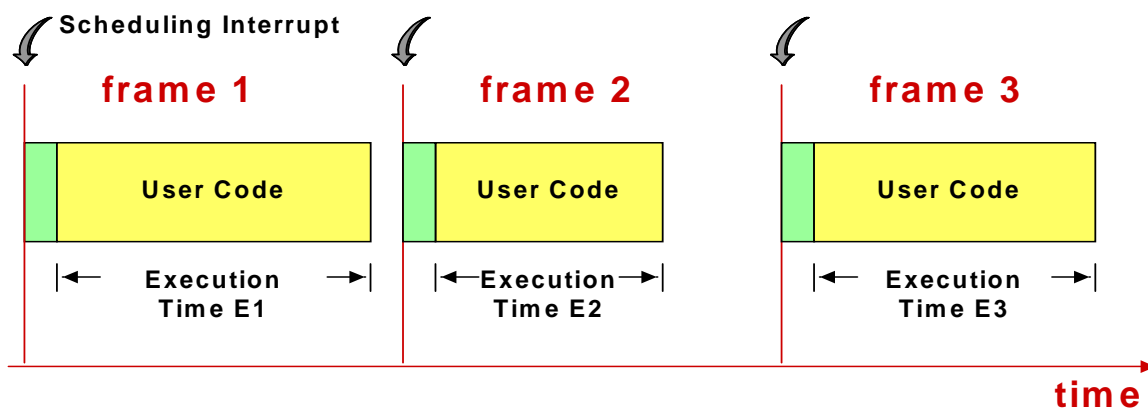 Scheduling Interrupt
frame 1
frame 2
frame 3
User Code
User Code
User Code
Execution
Time E1
Execution
Time E2
Execution
Time E3
time